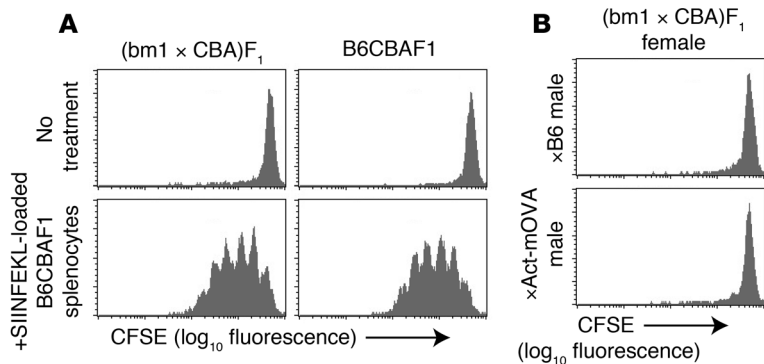 A
(bm1 × CBA)F1
B6CBAF1
No
treatment
+SIINFEKL-loaded
B6CBAF1
splenocytes
CFSE (log10 fluorescence)
B
(bm1 × CBA)F1
female
×B6 male
×Act-mOVA
male
CFSE
(log10 fluorescence)